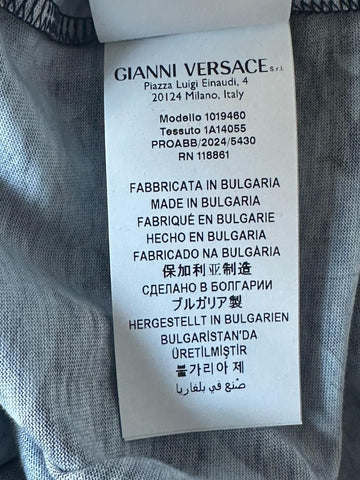 GIANNI VERSACE S.r.l.
Piazza Luigi Einaudi, 4
20124 Milano, Italy
Modello 1019460
Tessuto 1A14055
PROABB/2024/5430
RN 118861
FABBRICATA IN BULGARIA
MADE IN BULGARIA
FABRIQUÉ EN BULGARIE
HECHO EN BULGARIA
FABRICADO NA BULGÁRIA
保加利亚制造
СДЕЛАНО В БОЛГАРИИ
ブルガリア製
HERGESTELLT IN BULGARIEN
BULGARİSTAN'DA
ÜRETİLMİŞTİR
불가리아 제
صُنع في بلغاريا